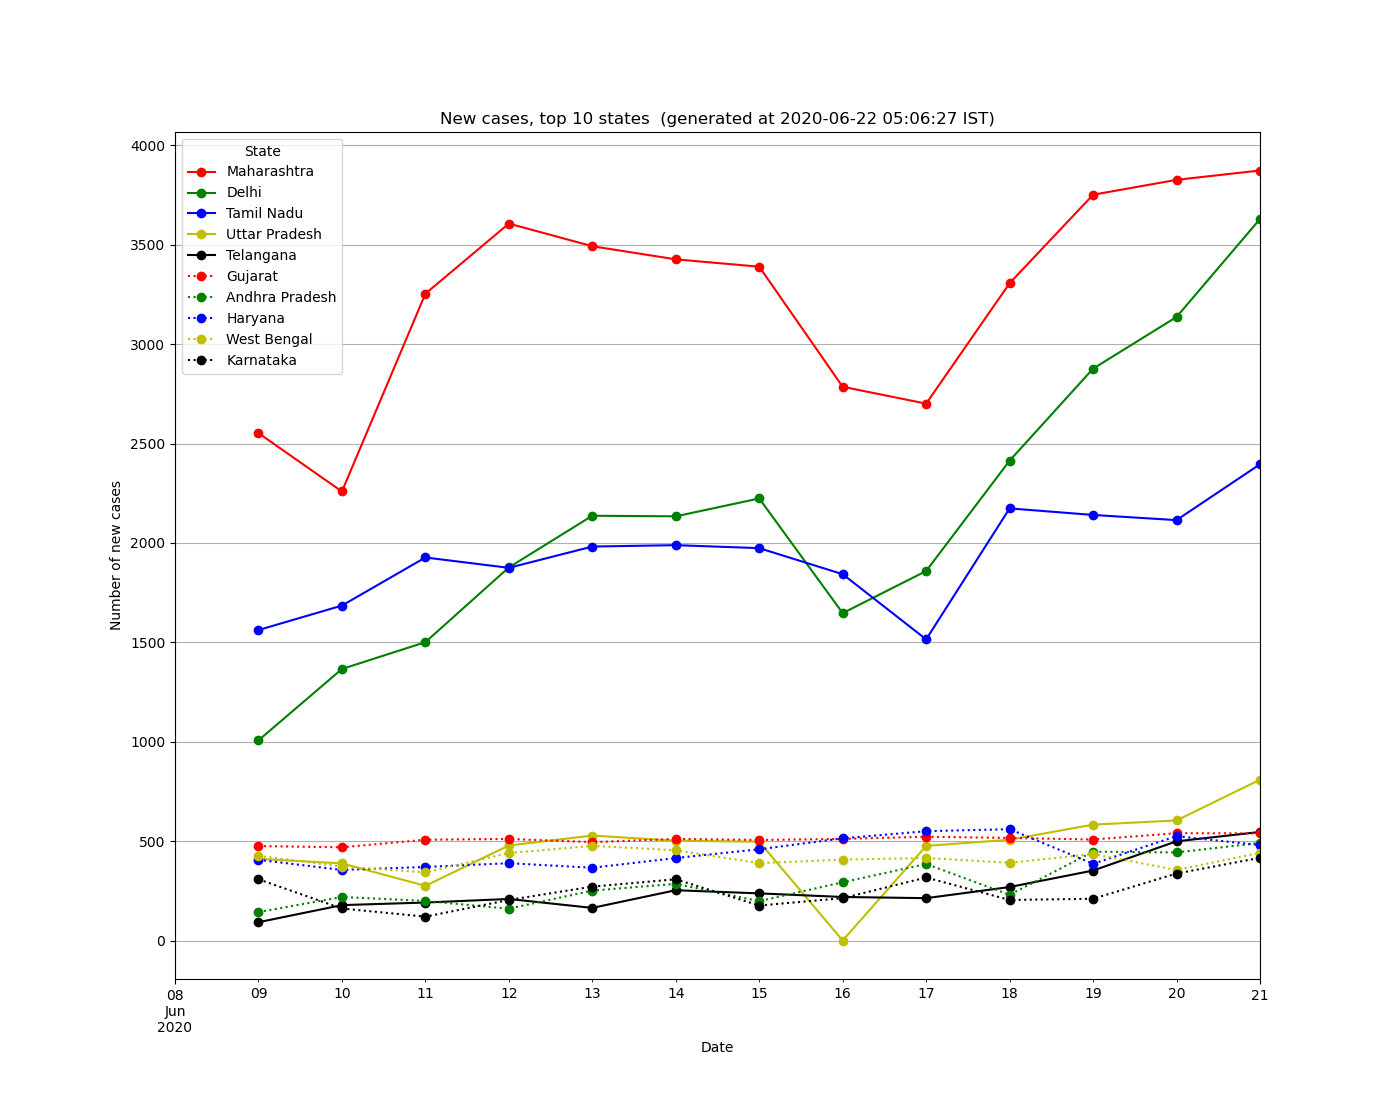 New cases, top 10 states  (generated at 2020-06-22 05:06:27 IST)
State
Maharashtra
Delhi
Tamil Nadu
Uttar Pradesh
Telangana
Gujarat
Andhra Pradesh
Haryana
West Bengal
Karnataka
4000
3500
3000
2500
2000
1500
1000
500
0
Number of new cases
08 09 10 11 12 13 14 15 16 17 18 19 20 21
Jun
2020
Date